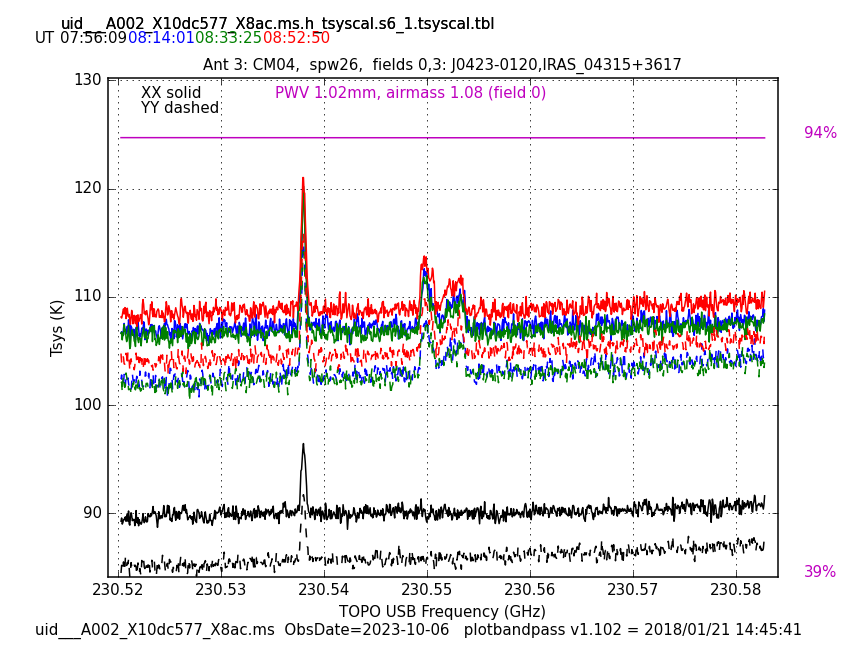 uid___A002_X10dc577_X8ac.ms.h_tsyscal.s6_1.tsyscal.tbl
UT 07:56:09 08:14:01 08:33:25 08:52:50
Ant 3: CM04,  spw26,  fields 0,3: J0423-0120,IRAS_04315+3617
130
XX solid
PWV 1.02mm, airmass 1.08 (field 0)
YY dashed
94%
120
110
Tsys (K)
100
90
39%
230.52 230.53 230.54 230.55 230.56 230.57 230.58
TOPO USB Frequency (GHz)
uid___A002_X10dc577_X8ac.ms  ObsDate=2023-10-06   plotbandpass v1.102 = 2018/01/21 14:45:41